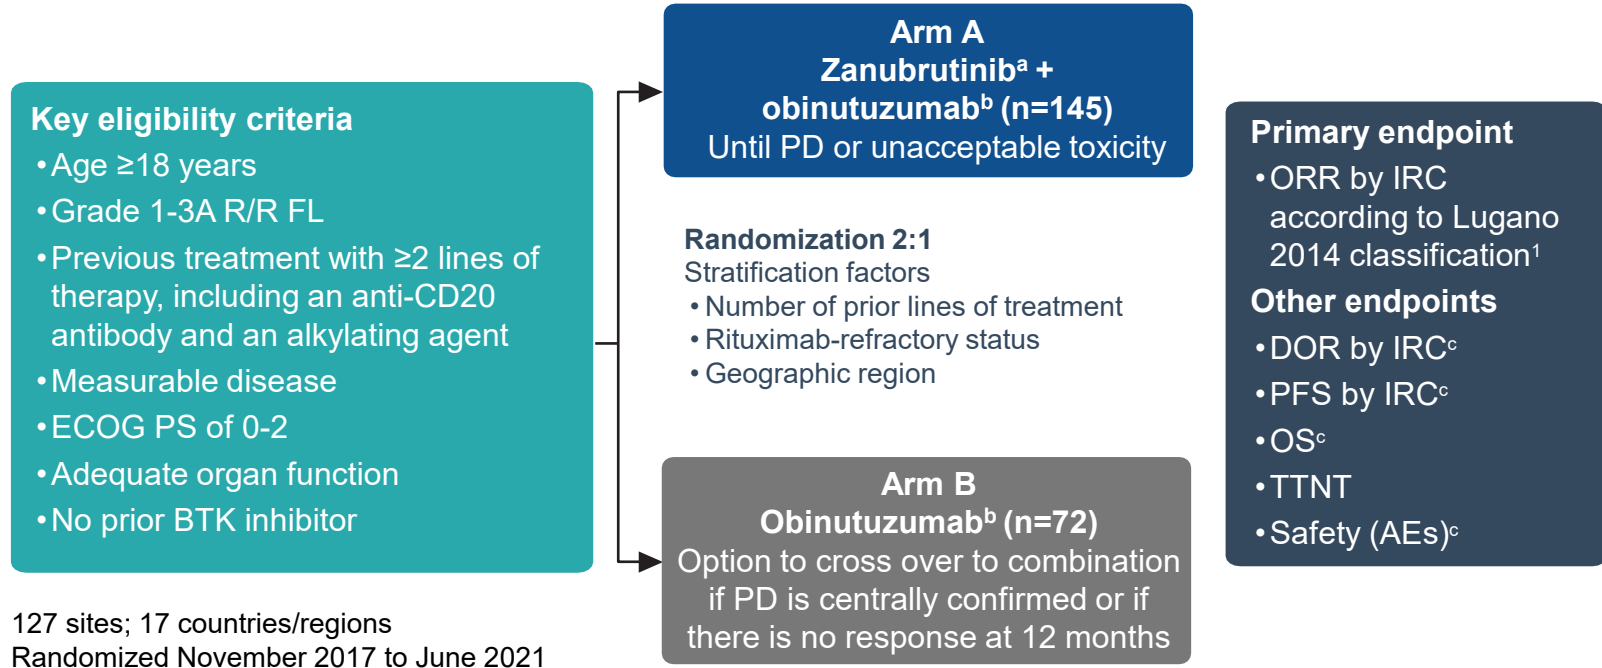 Key eligibility criteria
•Age ≥18 years
•Grade 1-3A R/R FL
•Previous treatment with ≥2 lines of
therapy, including an anti-CD20
antibody and an alkylating agent
•Measurable disease
•ECOG PS of 0-2
•Adequate organ function
•No prior BTK inhibitor
127 sites; 17 countries/regions
Randomized November 2017 to June 2021
Arm A
Zanubrutinibᵃ +
obinutuzumabᵇ (n=145)
Until PD or unacceptable toxicity
Randomization 2:1
Stratification factors
• Number of prior lines of treatment
• Rituximab-refractory status
• Geographic region
Arm B
Obinutuzumabᵇ (n=72)
Option to cross over to combination
if PD is centrally confirmed or if
there is no response at 12 months
Primary endpoint
•ORR by IRC
according to Lugano
2014 classification¹
Other endpoints
•DOR by IRCᶜ
•PFS by IRCᶜ
•OSᶜ
•TTNT
•Safety (AEs)ᶜ